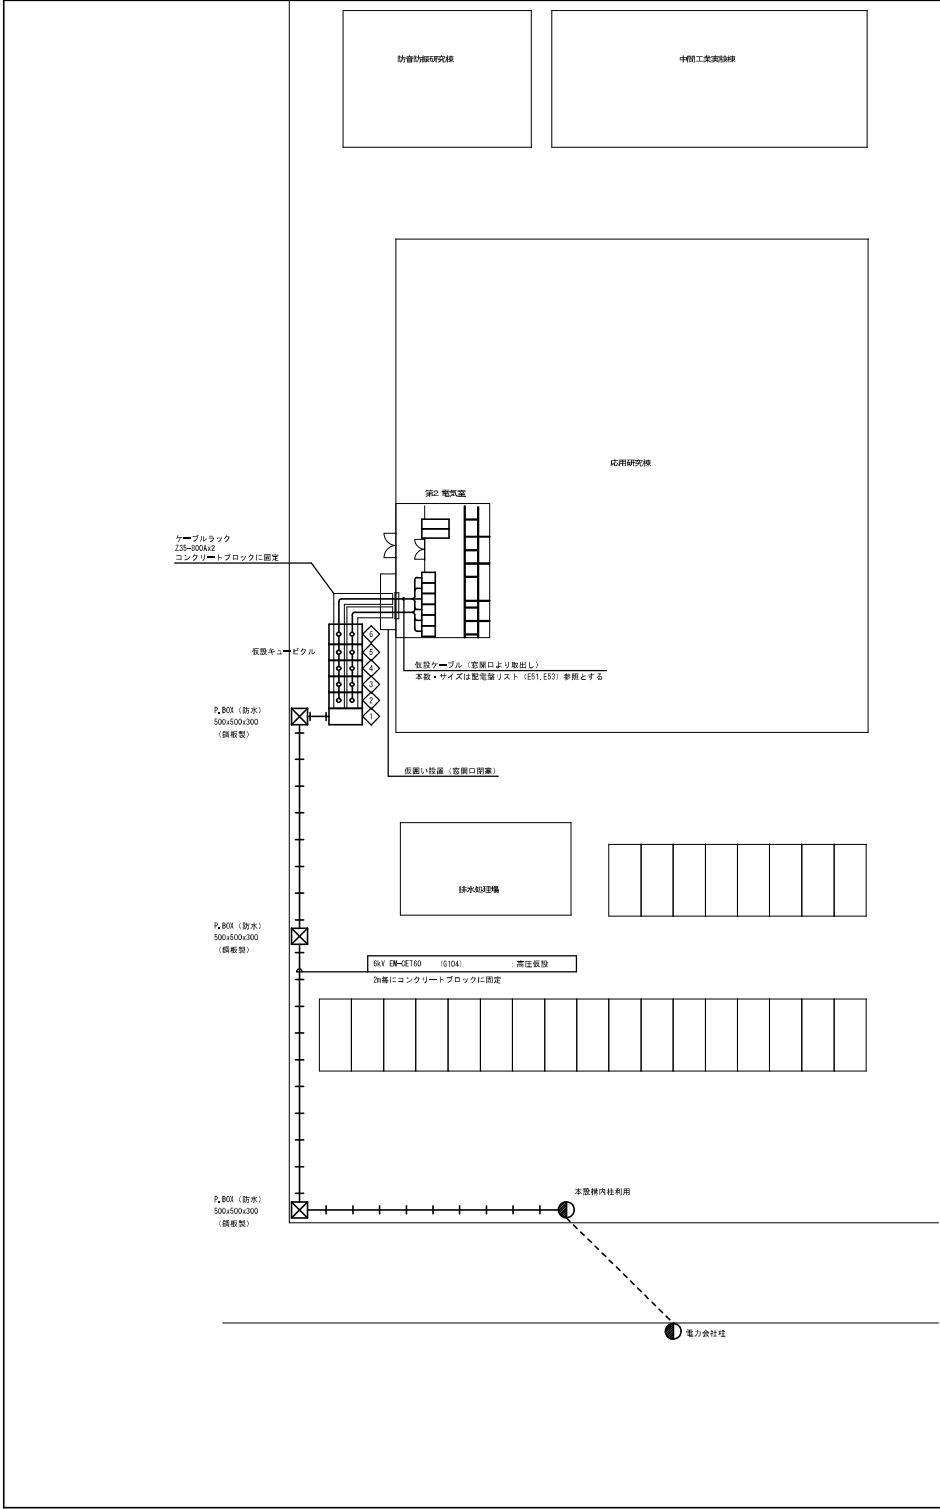 防音防振研究棟
中間工業実験棟
応用研究棟
第2 電気室
ケーブルラック
Z35-800Ax2
コンクリートブロックに固定
仮設キュービクル
6
5
4
3
2
1
仮設ケーブル（窓開口より取出し）
本数・サイズは配電盤リスト（E51,E53）参照とする
P.BOX（防水）
500x500x300
（鋼板製）
仮囲い設置（窓開口閉塞）
排水処理場
P.BOX（防水）
500x500x300
（鋼板製）
6kV EM-CET60 （G104） ：高圧仮設
2m毎にコンクリートブロックに固定
本設構内柱利用
P.BOX（防水）
500x500x300
（鋼板製）
電力会社柱